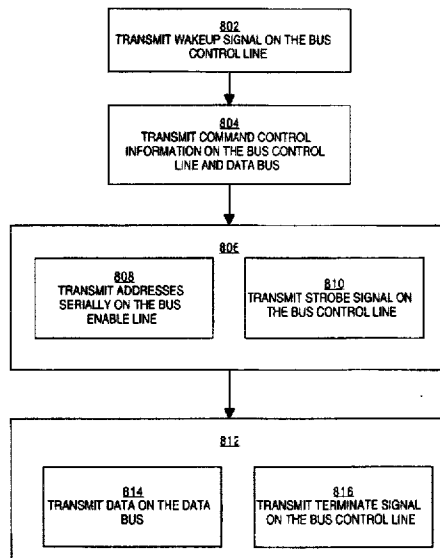 802
TRANSMIT WAKEUP SIGNAL ON THE BUS
CONTROL LINE
804
TRANSMIT COMMAND CONTROL
INFORMATION ON THE BUS CONTROL
LINE AND DATA BUS
806
808
TRANSMIT ADDRESSES
SERIALLY ON THE BUS
ENABLE LINE
810
TRANSMIT STROBE SIGNAL ON
THE BUS CONTROL LINE
812
814
TRANSMIT DATA ON THE DATA
BUS
816
TRANSMIT TERMINATE SIGNAL
ON THE BUS CONTROL LINE